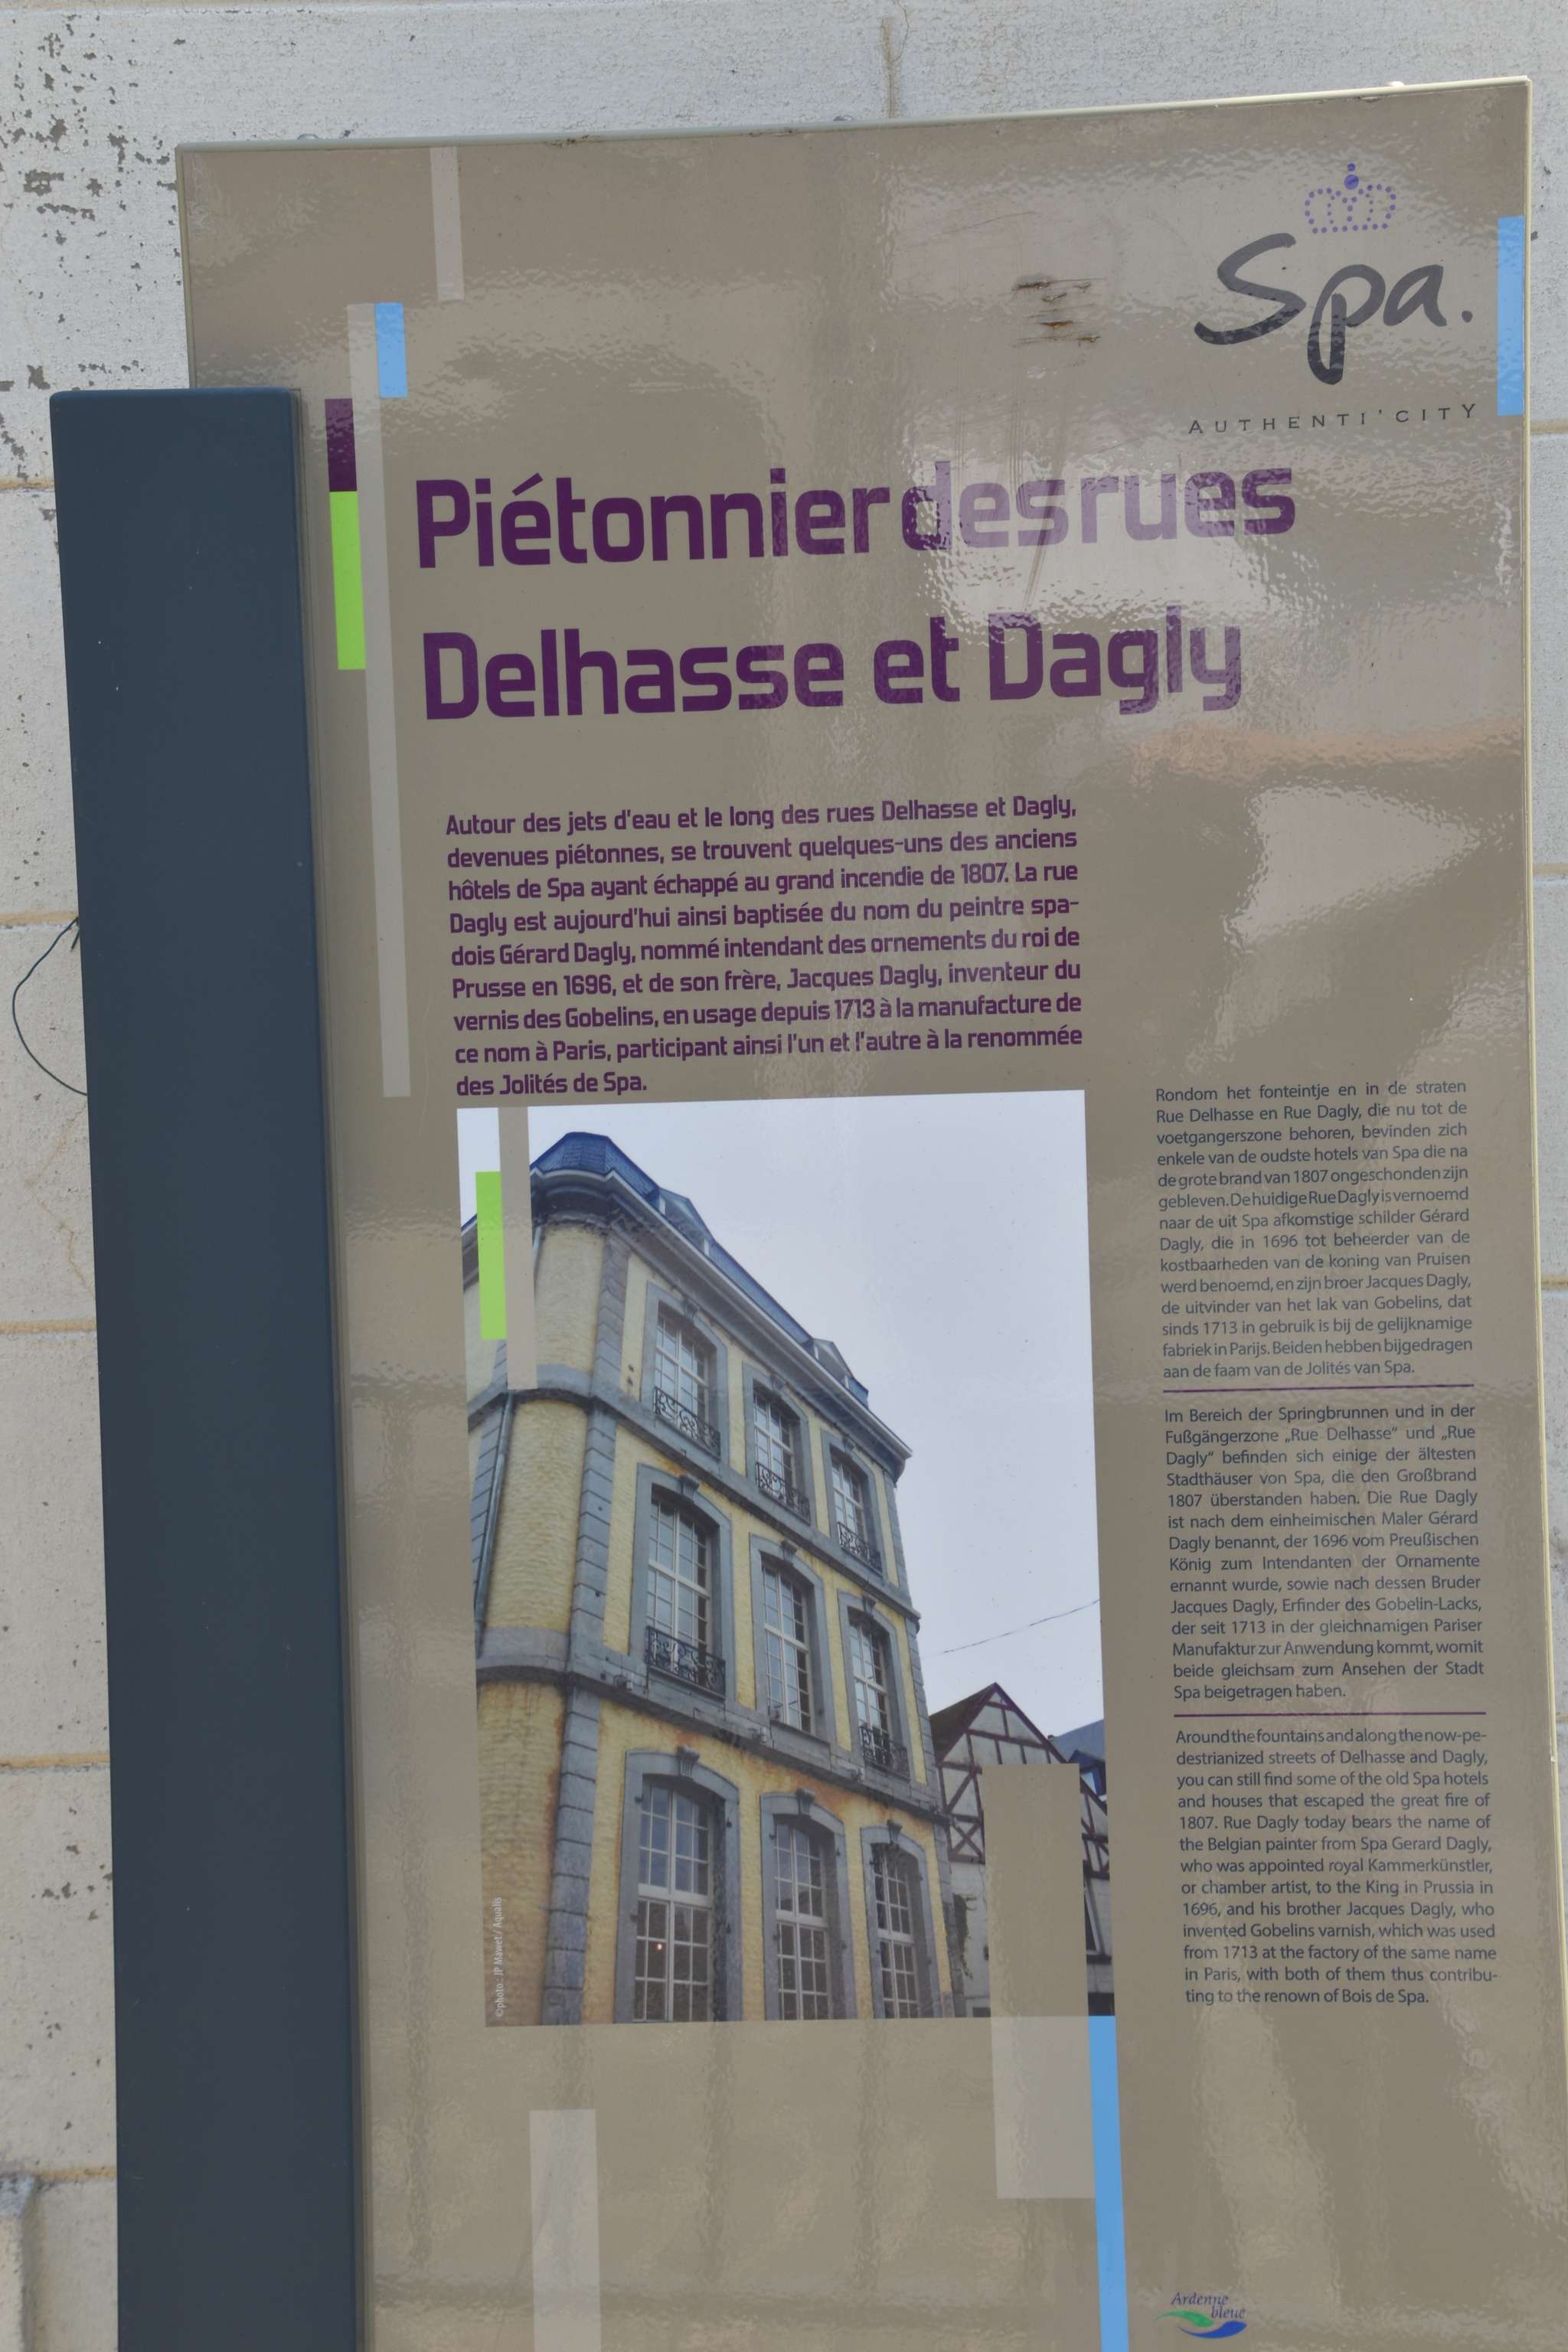 Spa.
AUTHENTI'CITY
Piétonnier des rues
Delhasse et Dagly
Autour des jets d'eau et le long des rues Delhasse et Dagly,
devenues piétonnes, se trouvent quelques-uns des anciens
hôtels de Spa ayant échappé au grand incendie de 1807. La rue
Dagly est aujourd'hui ainsi baptisée du nom du peintre spa-
dois Gérard Dagly, nommé intendant des ornements du roi de
Prusse en 1696, et de son frère, Jacques Dagly, inventeur du
vernis des Gobelins, en usage depuis 1713 à la manufacture de
ce nom à Paris, participant ainsi l'un et l'autre à la renommée
des Jolités de Spa.
©photo : JP Mawet / Aqualis
Rondom het fonteintje en in de straten
Rue Delhasse en Rue Dagly, die nu tot de
voetgangerszone behoren, bevinden zich
enkele van de oudste hotels van Spa die na
de grote brand van 1807 ongeschonden zijn
gebleven. De huidige Rue Dagly is vernoemd
naar de uit Spa afkomstige schilder Gérard
Dagly, die in 1696 tot beheerder van de
kostbaarheden van de koning van Pruisen
werd benoemd, en zijn broer Jacques Dagly,
de uitvinder van het lak van Gobelins, dat
sinds 1713 in gebruik is bij de gelijknamige
fabriek in Parijs. Beiden hebben bijgedragen
aan de faam van de Jolités van Spa.
Im Bereich der Springbrunnen und in der
Fußgängerzone „Rue Delhasse“ und „Rue
Dagly“ befinden sich einige der ältesten
Stadthäuser von Spa, die den Großbrand
1807 überstanden haben. Die Rue Dagly
ist nach dem einheimischen Maler Gérard
Dagly benannt, der 1696 vom Preußischen
König zum Intendanten der Ornamente
ernannt wurde, sowie nach dessen Bruder
Jacques Dagly, Erfinder des Gobelin-Lacks,
der seit 1713 in der gleichnamigen Pariser
Manufaktur zur Anwendung kommt, womit
beide gleichsam zum Ansehen der Stadt
Spa beigetragen haben.
Around the fountains and along the now-pe-
destrianized streets of Delhasse and Dagly,
you can still find some of the old Spa hotels
and houses that escaped the great fire of
1807. Rue Dagly today bears the name of
the Belgian painter from Spa Gerard Dagly,
who was appointed royal Kammerkünstler,
or chamber artist, to the King in Prussia in
1696, and his brother Jacques Dagly, who
invented Gobelins varnish, which was used
from 1713 at the factory of the same name
in Paris, with both of them thus contribu-
ting to the renown of Bois de Spa.
Ardenne
bleue